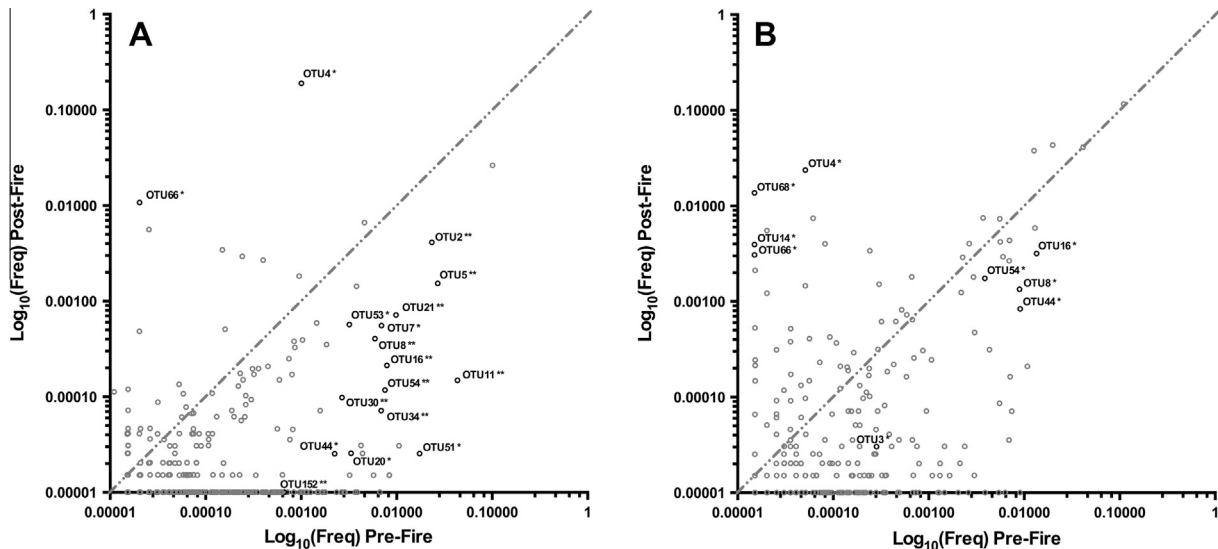 A
Log10(Freq) Post-Fire
1
0.10000
0.01000
0.00100
0.00010
0.00001
OTU4 *
OTU66 *
OTU2 **
OTU5 **
OTU21 **
OTU53 *
OTU7 *
OTU8 **
OTU16 **
OTU11 **
OTU54 **
OTU30 **
OTU34 **
OTU44 *
OTU51 *
OTU20 *
OTU152 **
0.00001 0.00010 0.00100 0.01000 0.10000 1
Log10(Freq) Pre-Fire
B
Log10(Freq) Post-Fire
1
0.10000
0.01000
0.00100
0.00010
0.00001
OTU4 *
OTU68 *
OTU14 *
OTU66 *
OTU16 *
OTU54 *
OTU8 *
OTU44 *
OTU3 *
0.00001 0.00010 0.00100 0.01000 0.10000 1
Log10(Freq) Pre-Fire